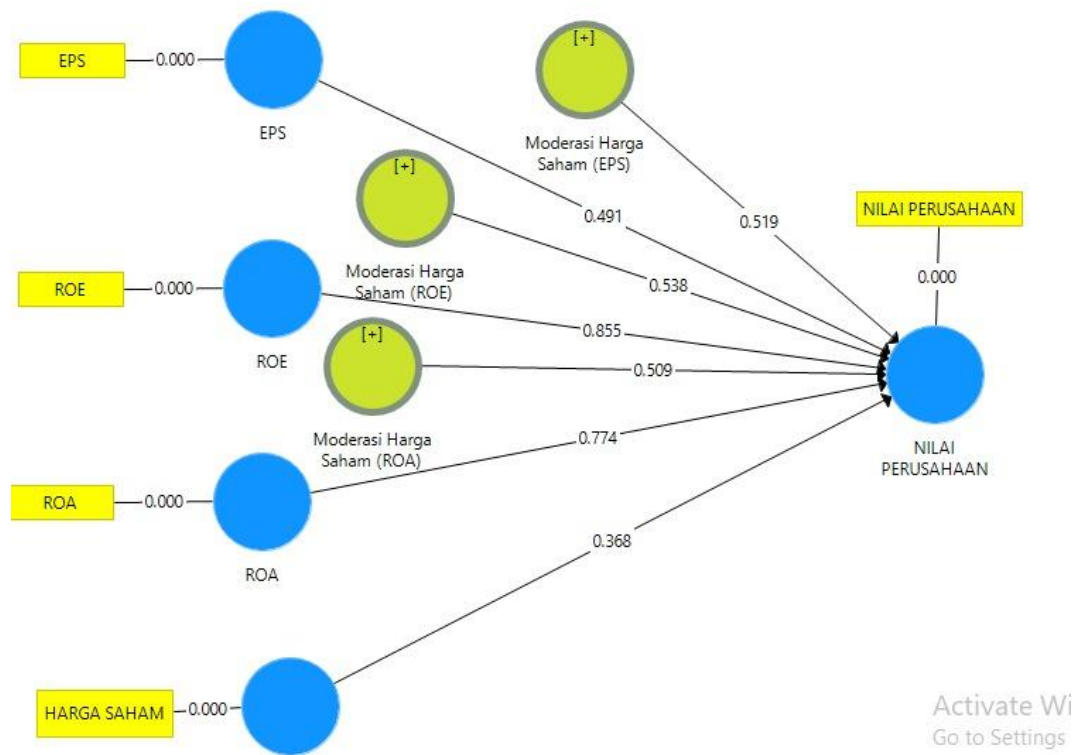 EPS
0.000
EPS
[+]
Moderasi Harga
Saham (EPS)
0.519
0.491
[+]
Moderasi Harga
Saham (ROE)
0.538
NILAI PERUSAHAAN
0.000
ROE
0.000
ROE
0.855
[+]
Moderasi Harga
Saham (ROA)
0.509
NILAI
PERUSAHAAN
ROA
0.000
ROA
0.774
0.368
HARGA SAHAM
0.000
Activate Wi
Go to Settings